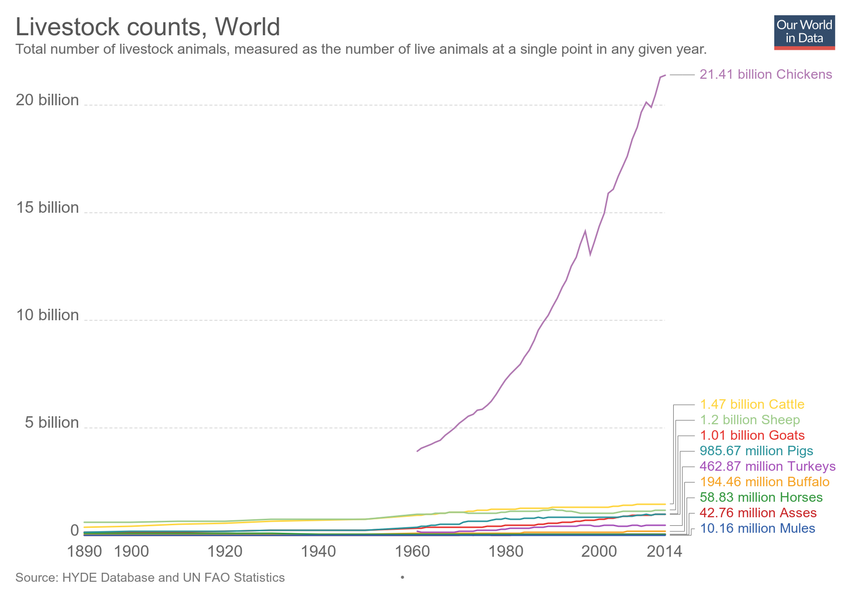 Livestock counts, World
Total number of livestock animals, measured as the number of live animals at a single point in any given year.
Our World
in Data
21.41 billion Chickens
20 billion
15 billion
10 billion
5 billion
0
1.47 billion Cattle
1.2 billion Sheep
1.01 billion Goats
985.67 million Pigs
462.87 million Turkeys
194.46 million Buffalo
58.83 million Horses
42.76 million Asses
10.16 million Mules
1890 1900 1920 1940 1960 1980 2000 2014
Source: HYDE Database and UN FAO Statistics •